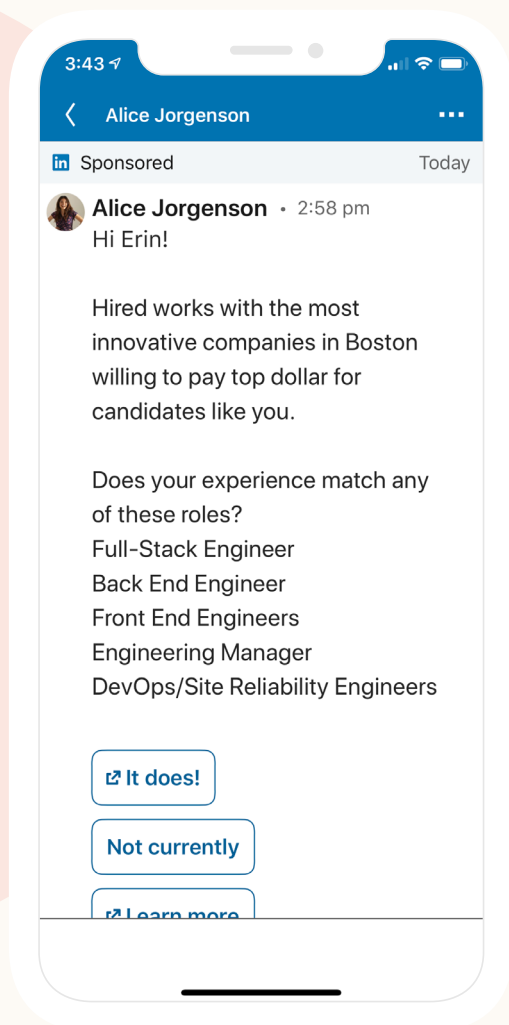 3:43
Alice Jorgenson
in Sponsored Today
Alice Jorgenson • 2:58 pm
Hi Erin!
Hired works with the most
innovative companies in Boston
willing to pay top dollar for
candidates like you.
Does your experience match any
of these roles?
Full-Stack Engineer
Back End Engineer
Front End Engineers
Engineering Manager
DevOps/Site Reliability Engineers
It does!
Not currently
Learn more